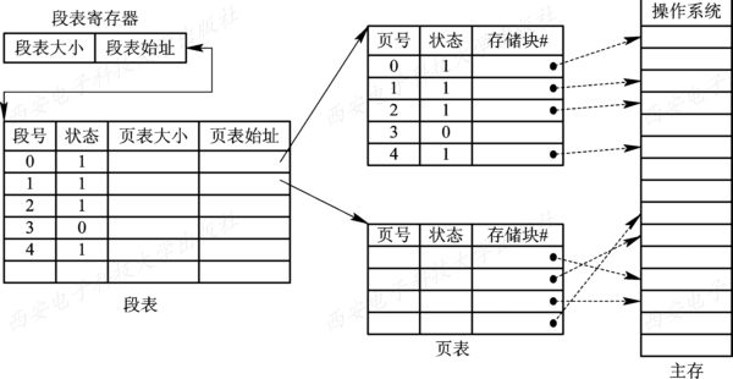 段表寄存器
段表大小 段表始址
段号 状态 页表大小 页表始址
0 1
1 1
2 1
3 0
4 1
段表
页号 状态 存储块#
0 1
1 1
2 1
3 0
4 1
页号 状态 存储块#
页表
操作系统
主存